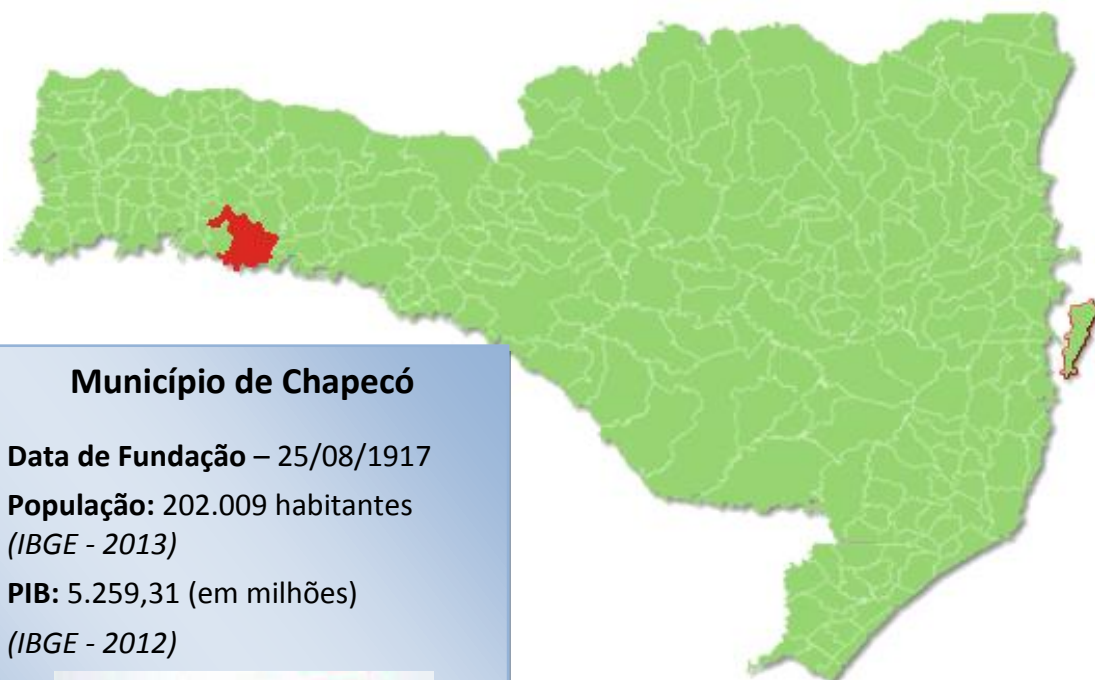 Município de Chapecó
Data de Fundação – 25/08/1917
População: 202.009 habitantes
(IBGE - 2013)
PIB: 5.259,31 (em milhões)
(IBGE - 2012)